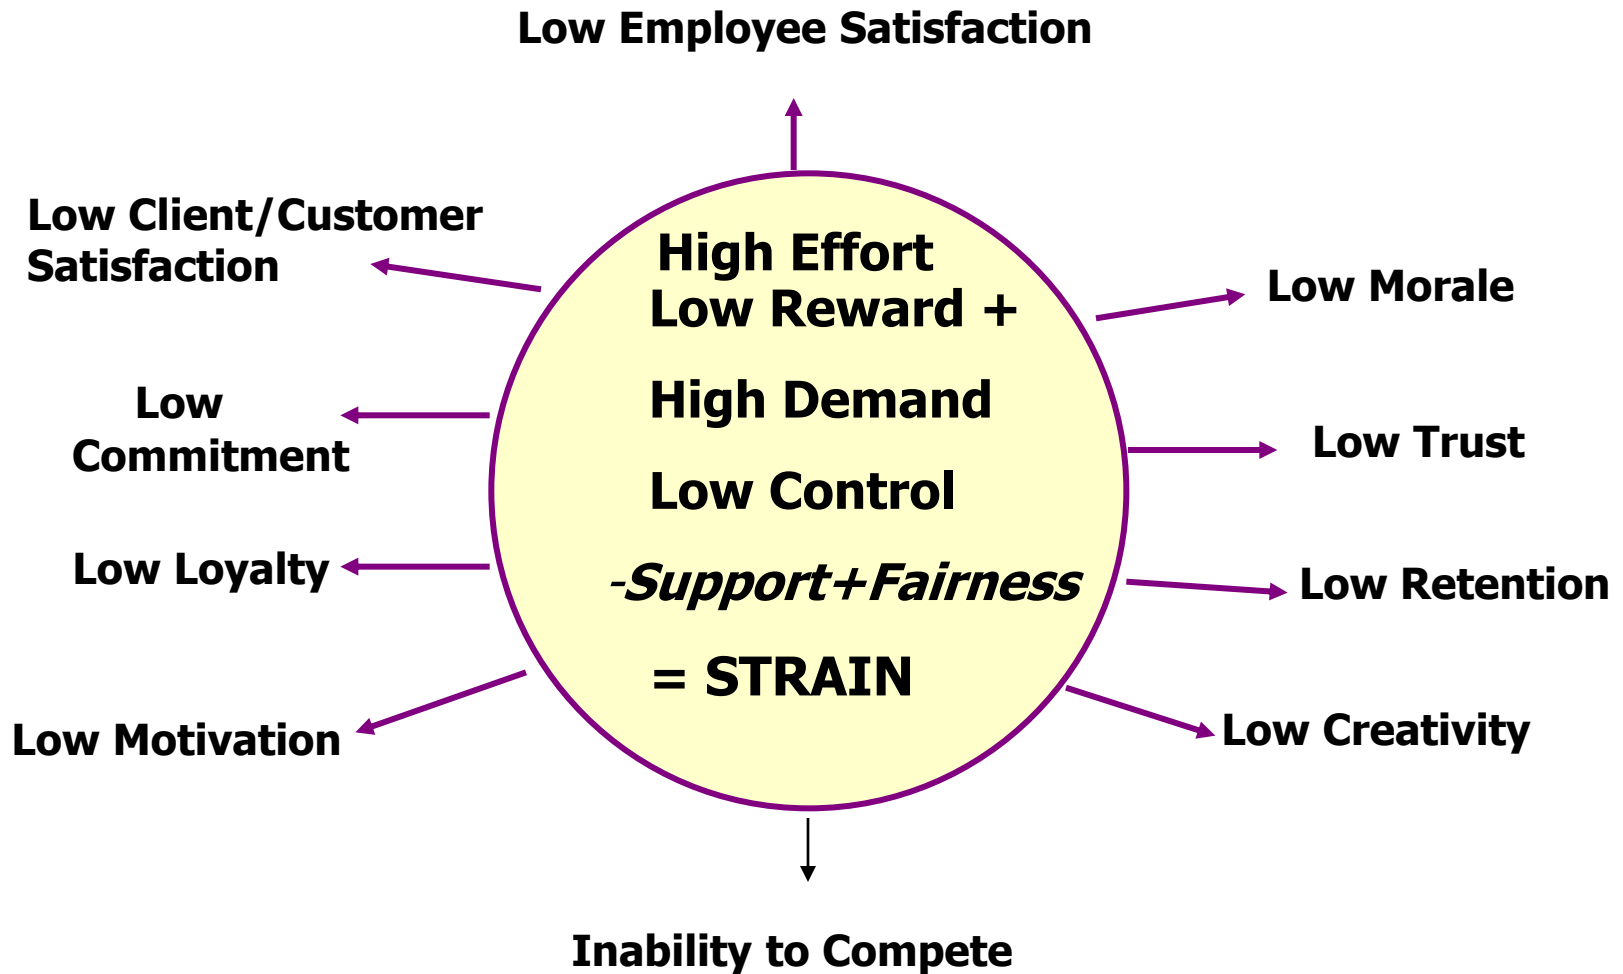 Low Employee Satisfaction
Low Client/Customer
Satisfaction
Low
Commitment
Low Loyalty
Low Motivation
High Effort
Low Reward +
High Demand
Low Control
-Support+Fairness
= STRAIN
Low Morale
Low Trust
Low Retention
Low Creativity
Inability to Compete